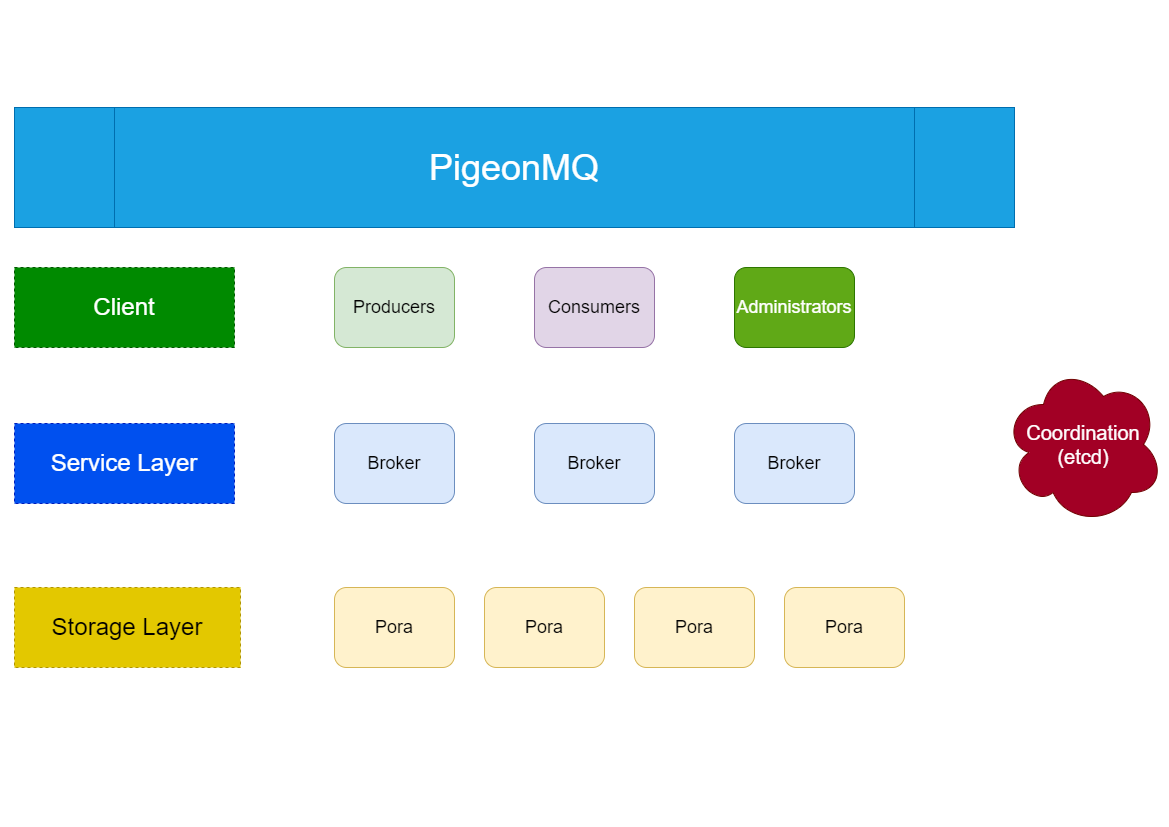 PigeonMQ
Client
Producers
Consumers
Administrators
Service Layer
Broker
Broker
Broker
Coordination
(etcd)
Storage Layer
Pora
Pora
Pora
Pora